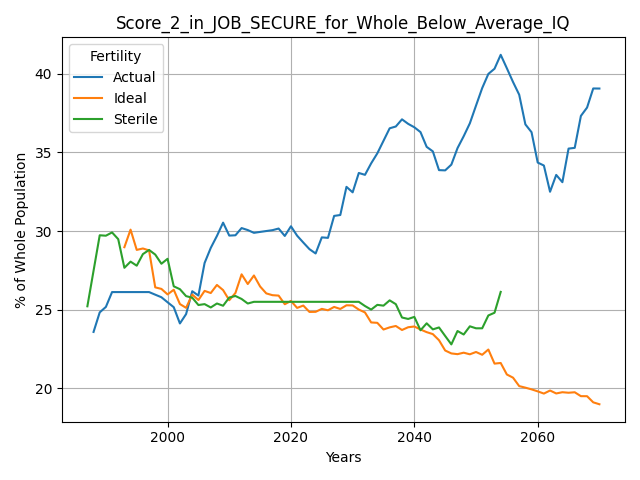 Score_2_in_JOB_SECURE_for_Whole_Below_Average_IQ
Fertility
Actual
Ideal
Sterile
% of Whole Population
40
35
30
25
20
2000
2020
2040
2060
Years